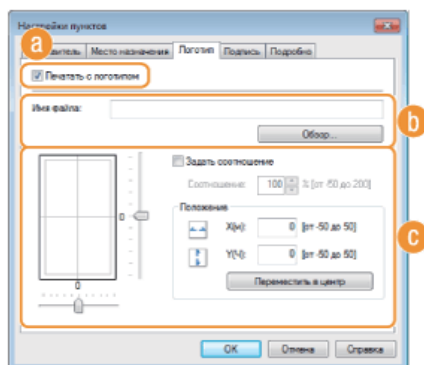 Настройки пунктов
a
Место назначения Логотип Подпись Подробно
Печатать с логотипом
Имя файла:
Обзор...
b
Задать соотношение
Соотношение: 100 % [от -50 до 200]
Положение
0
X(и): 0 [от -50 до 50]
Y(Ч): 0 [от -50 до 50]
0
Переместить в центр
c
OK Отмена Справка